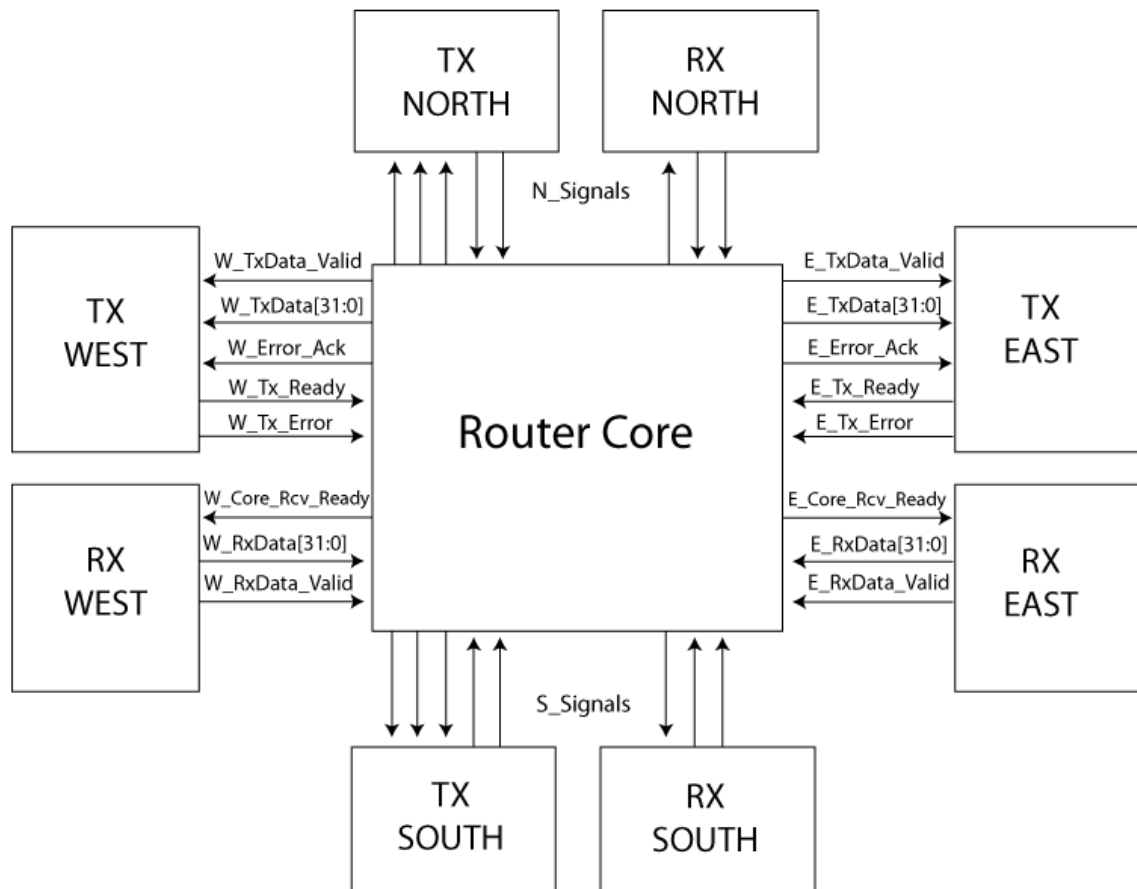 TX
NORTH
RX
NORTH
N_Signals
TX
WEST
W_TxData_Valid
W_TxData[31:0]
W_Error_Ack
W_Tx_Ready
W_Tx_Error
Router Core
E_TxData_Valid
E_TxData[31:0]
E_Error_Ack
E_Tx_Ready
E_Tx_Error
TX
EAST
RX
WEST
W_Core_Rcv_Ready
W_RxData[31:0]
W_RxData_Valid
E_Core_Rcv_Ready
E_RxData[31:0]
E_RxData_Valid
RX
EAST
S_Signals
TX
SOUTH
RX
SOUTH